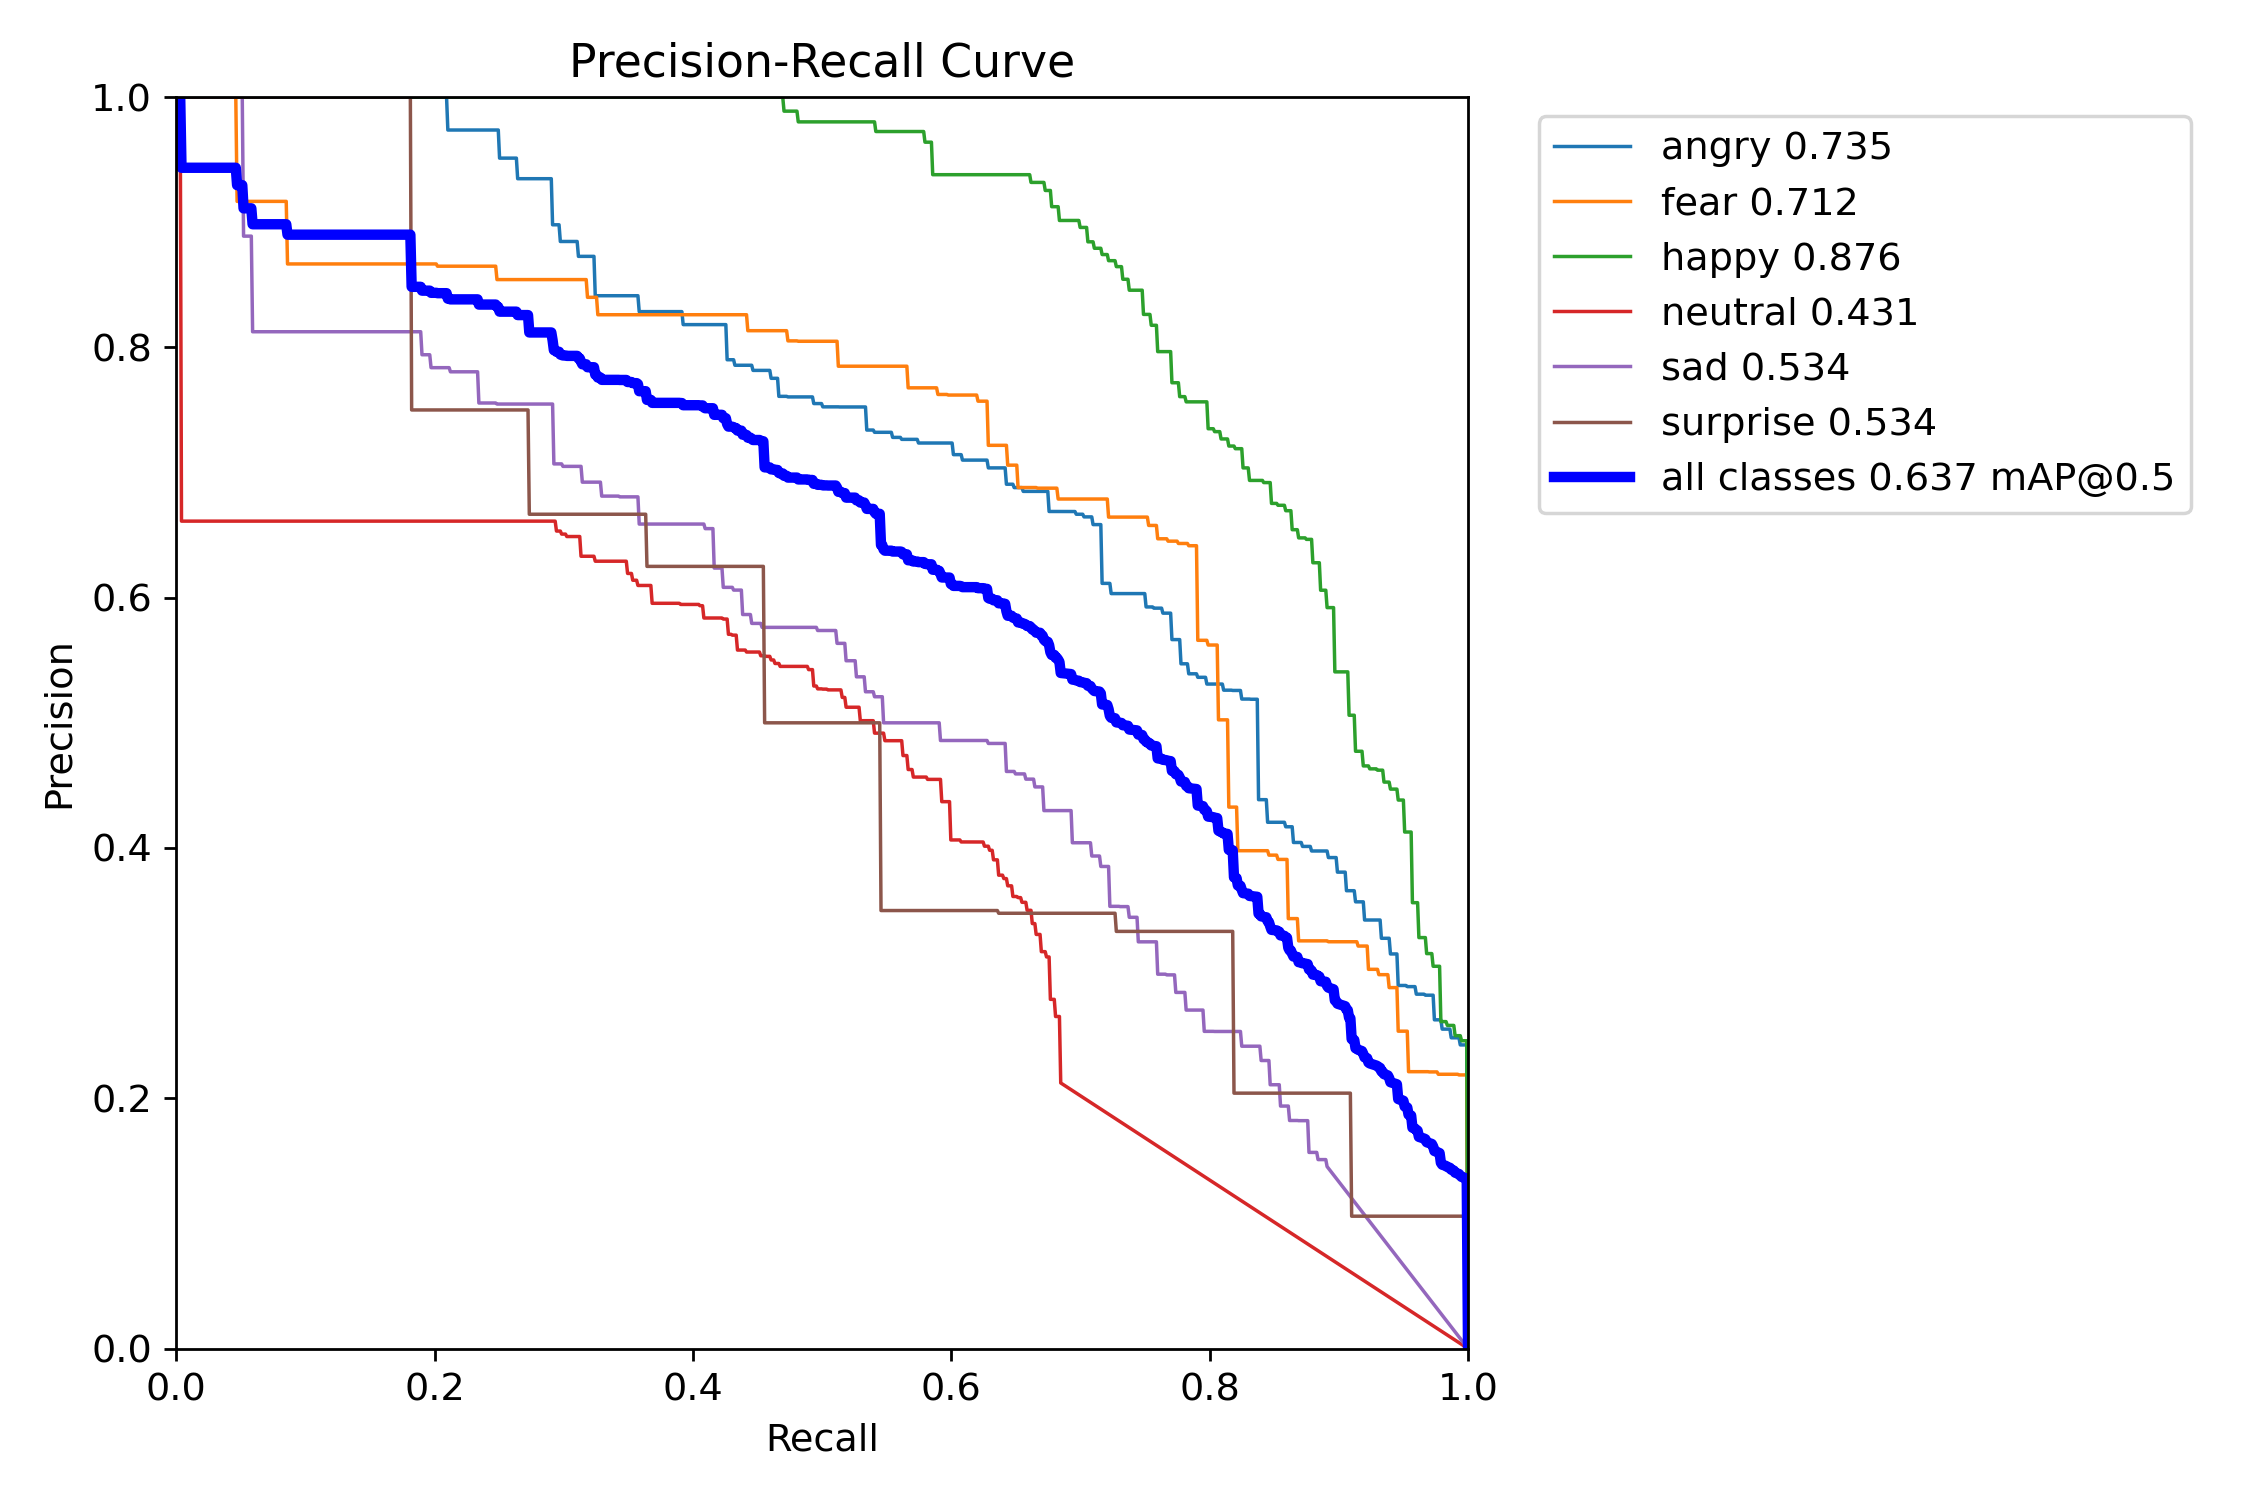 Precision-Recall Curve
1.0
0.8
0.6
0.4
0.2
0.0
Precision
0.0 0.2 0.4 0.6 0.8 1.0
Recall
angry 0.735
fear 0.712
happy 0.876
neutral 0.431
sad 0.534
surprise 0.534
all classes 0.637 mAP@0.5